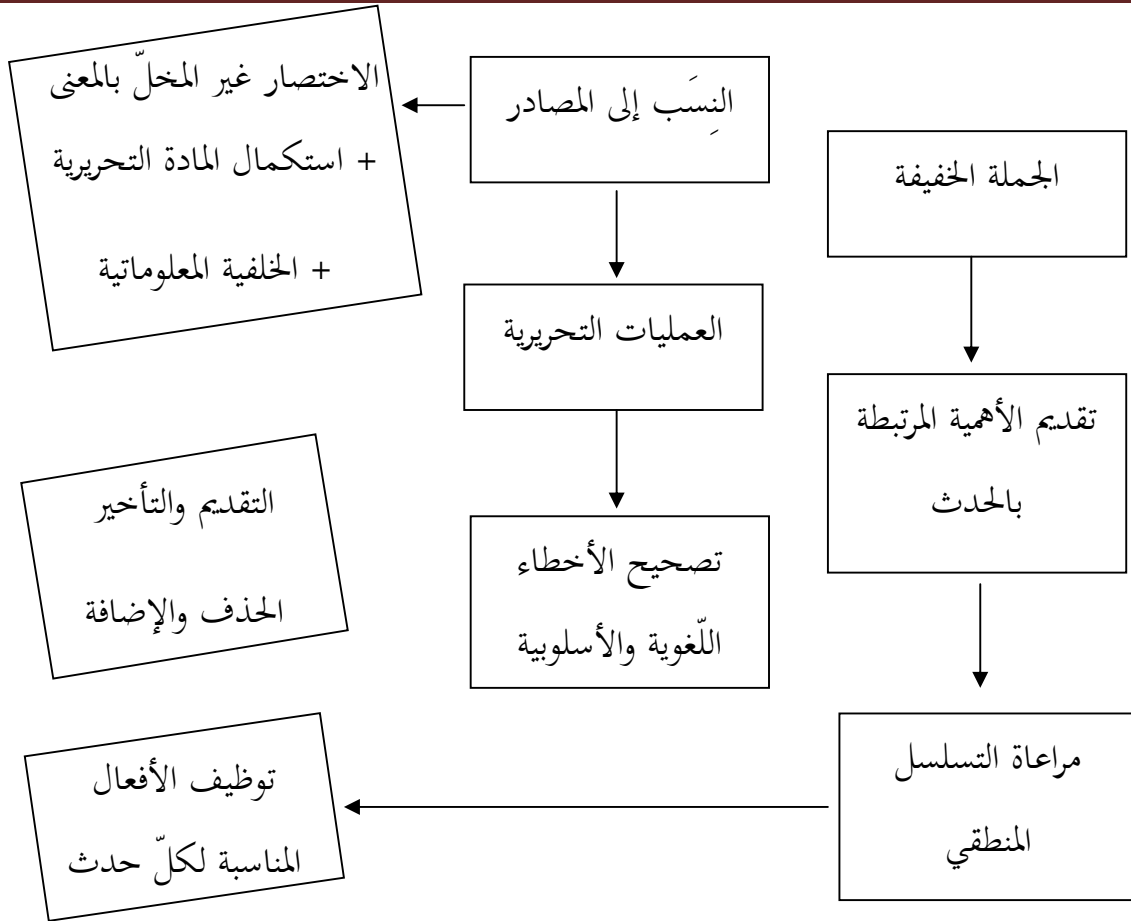 الجملة الخفيفة
تقديم الأهمية المرتبطة
بالحدث
مراعاة التسلسل
المنطقي
النِسَب إلى المصادر
العمليات التحريرية
تصحيح الأخطاء
اللّغوية والأسلوبية
الاختصار غير المخلّ بالمعنى
+ استكمال المادة التحريرية
+ الخلفية المعلوماتية
التقديم والتأخير
الحذف والإضافة
توظيف الأفعال
المناسبة لكلّ حدث